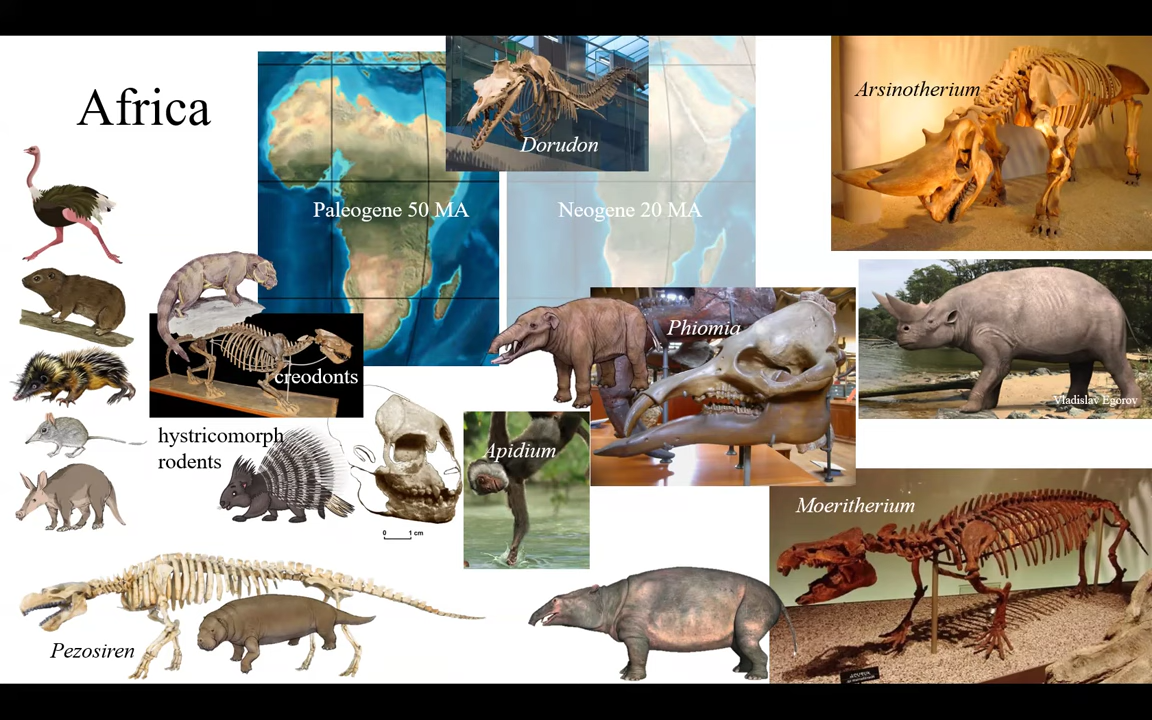 Africa
Dorudon
Arsinotherium
Paleogene 50 MA
Neogene 20 MA
Phiomia
creodonts
Vladislav Egorov
hystricomorph
rodents
Apidium
Moeritherium
0 1 cm
Pezosiren